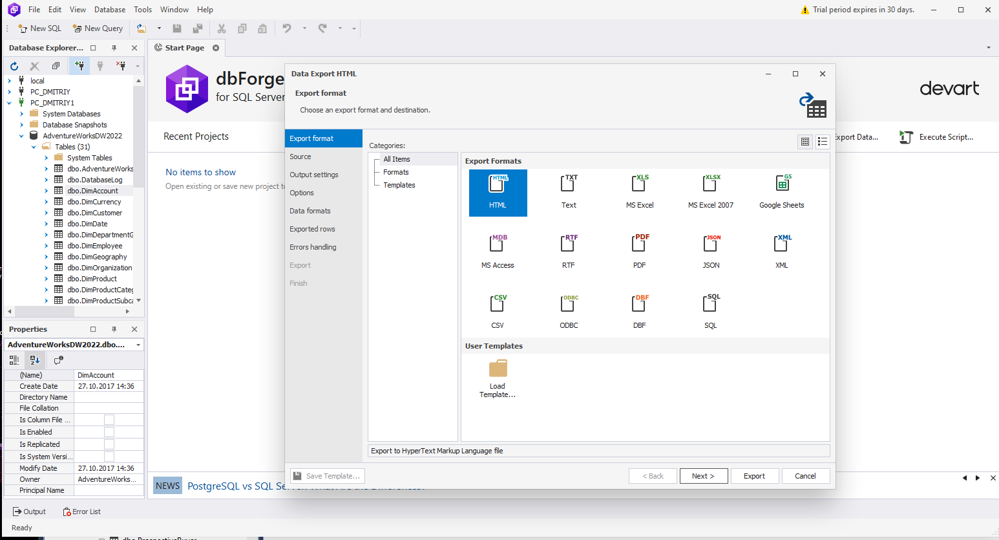 File Edit View Database Tools Window Help
Trial period expires in 30 days.
New SQL New Query
Database Explorer...
Start Page
local
PC_DMITRIY
PC_DMITRIY1
System Databases
Database Snapshots
AdventureWorksDW2022
Tables (31)
System Tables
dbo.AdventureWorks
dbo.DatabaseLog
dbo.DimAccount
dbo.DimCurrency
dbo.DimCustomer
dbo.DimDate
dbo.DimDepartmentG
dbo.DimEmployee
dbo.DimGeography
dbo.DimOrganization
dbo.DimProduct
dbo.DimProductCateg
dbo.DimProductSubca
Properties
AdventureWorksDW2022.dbo....
(Name) DimAccount
Create Date 27.10.2017 14:36
Directory Name
File Collation
Is Column File ...
Is Enabled
Is Replicated
Is System Versi...
Modify Date 27.10.2017 14:36
Owner AdventureWorks...
Principal Name
dbForge
for SQL Server
devart
Recent Projects
Export Data...
Execute Script...
No items to show
Open existing or save new project to
Data Export HTML
Export format
Choose an export format and destination.
Export format
Source
Output settings
Options
Data formats
Exported rows
Errors handling
Export
Finish
Categories:
All Items
Formats
Templates
Export Formats
HTML TXT XLS XLSX GS
HTML Text MS Excel MS Excel 2007 Google Sheets
MDB RTF PDF JSON XML
MS Access RTF PDF JSON XML
CSV ODBC DBF SQL
CSV ODBC DBF SQL
User Templates
Load
Template...
Export to HyperText Markup Language file
Save Template... < Back Next > Export Cancel
NEWS PostgreSQL vs SQL Server: What Are the Differences?
Output Error List
Ready
dbo.ProspectiveBuyer